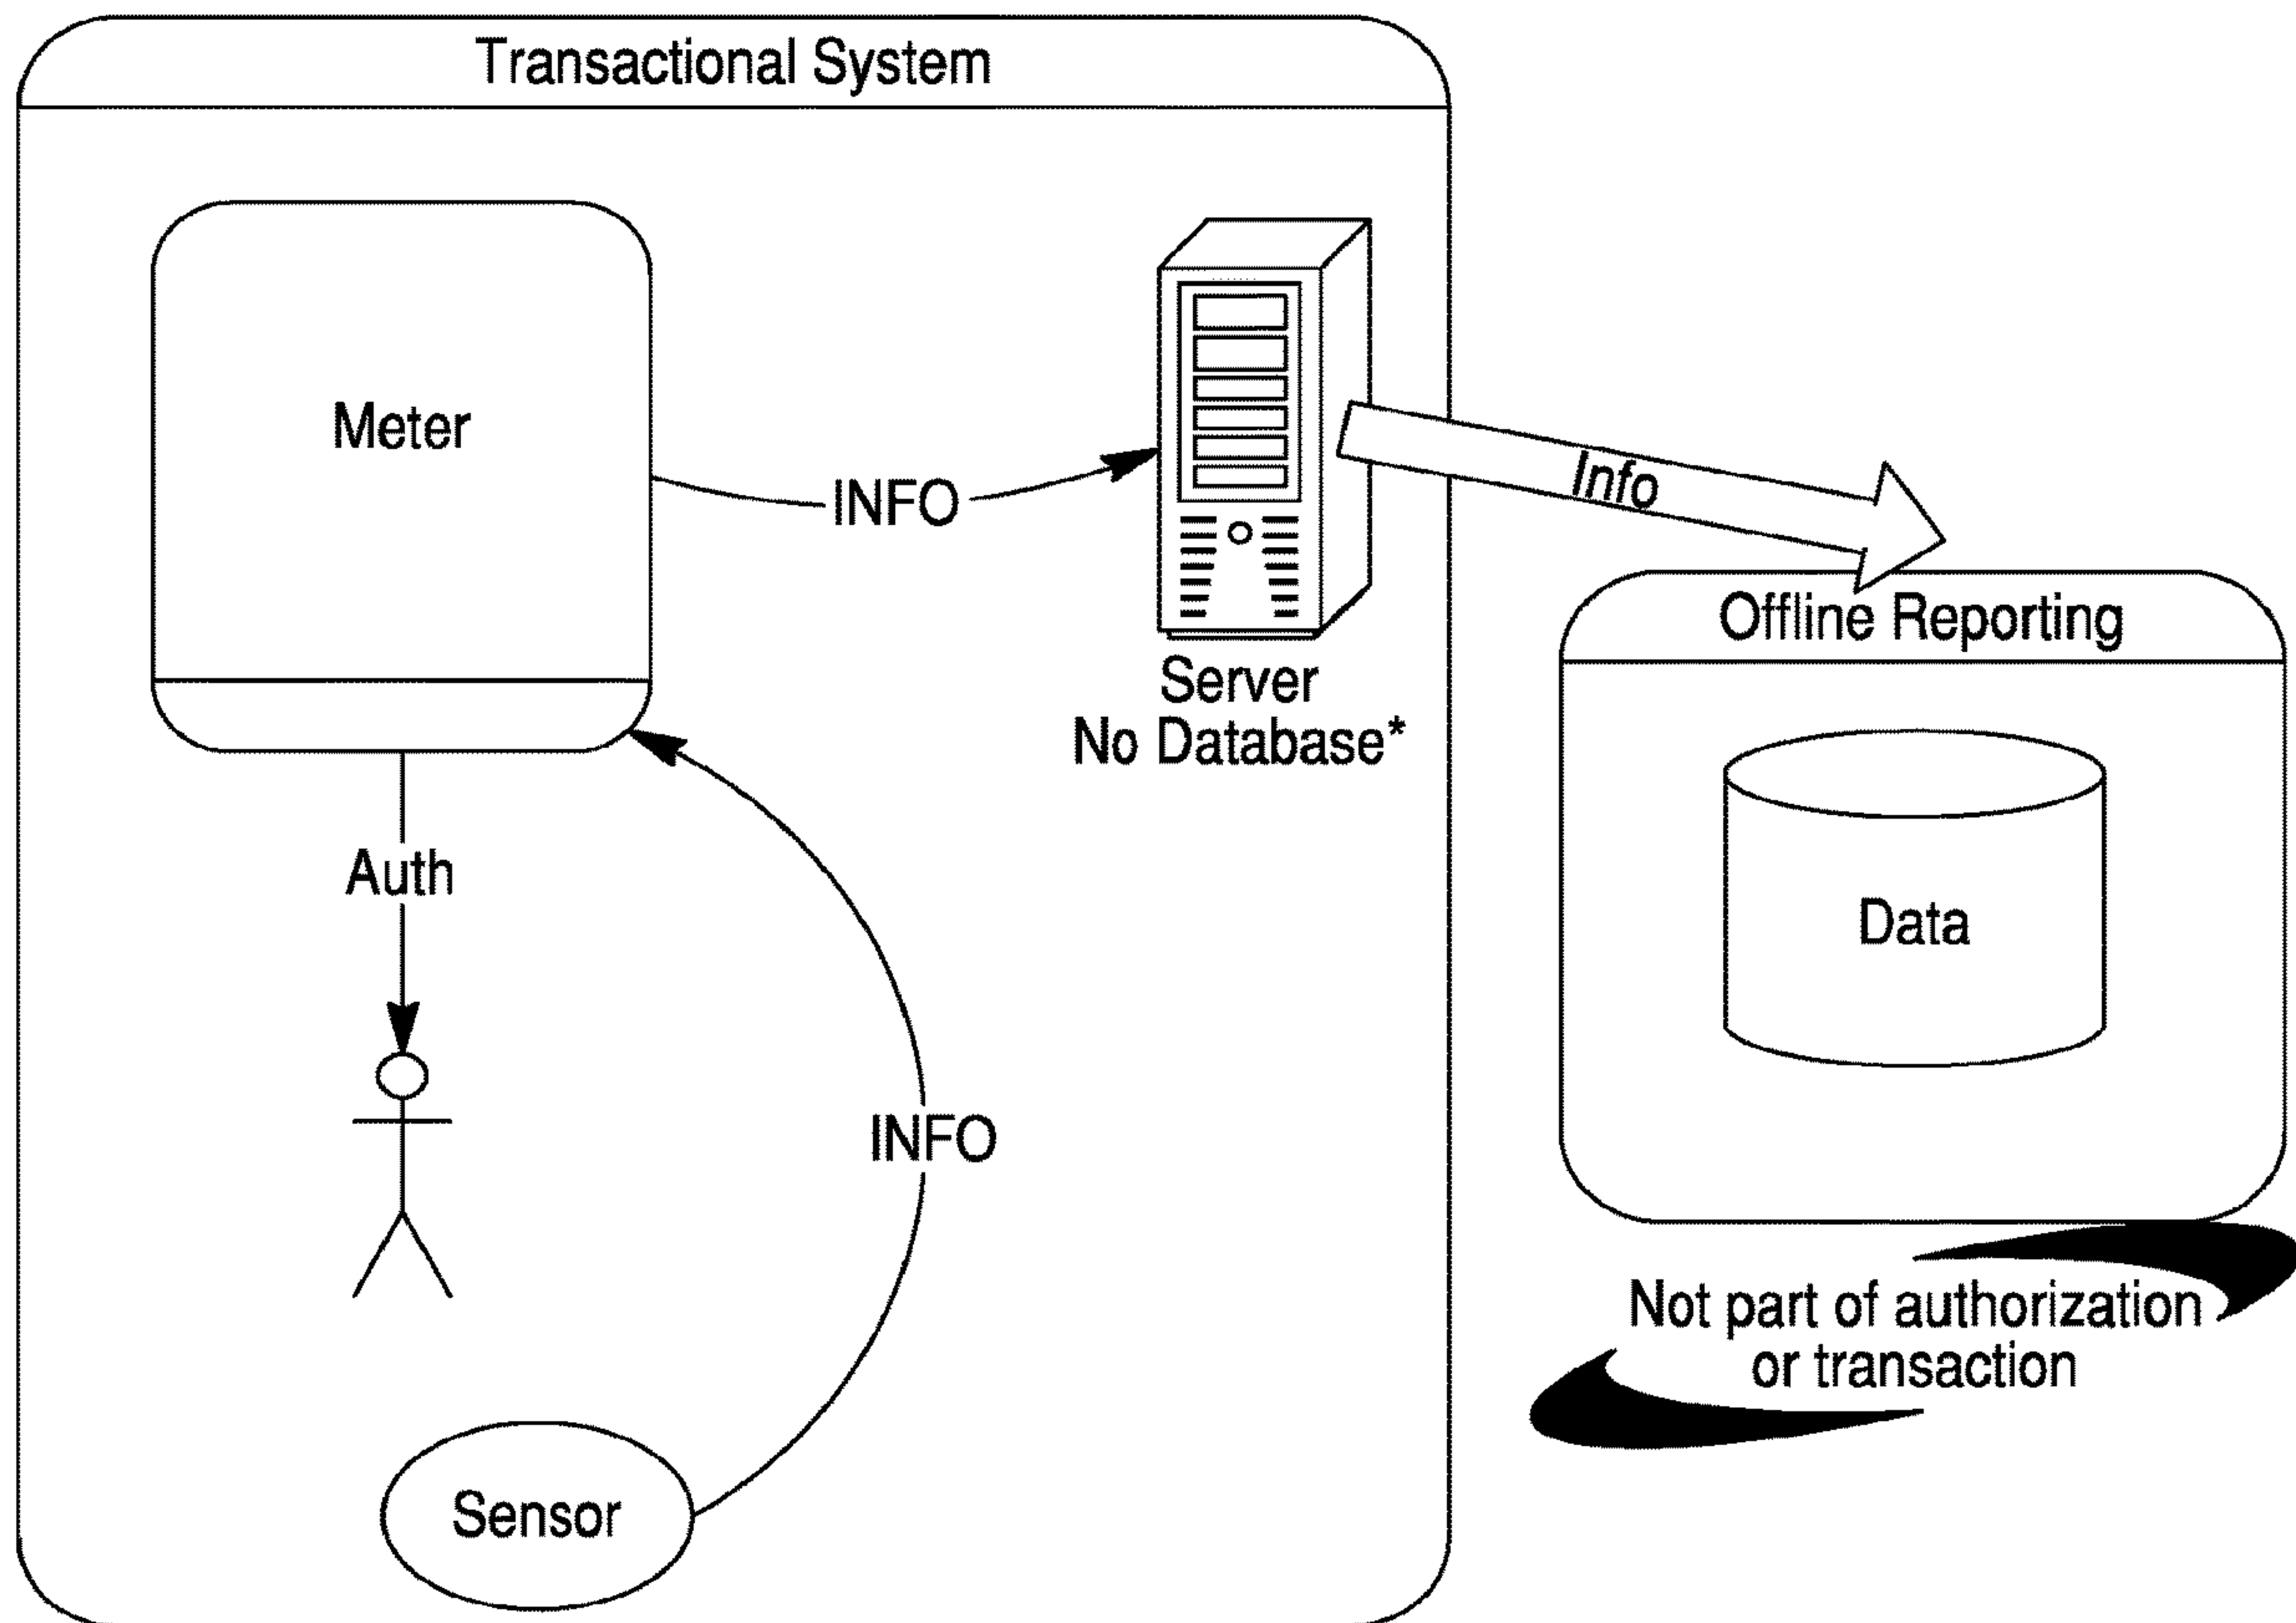 Transactional System
Meter
INFO
Info
Server
No Database*
Auth
INFO
Sensor
Offline Reporting
Data
Not part of authorization
or transaction